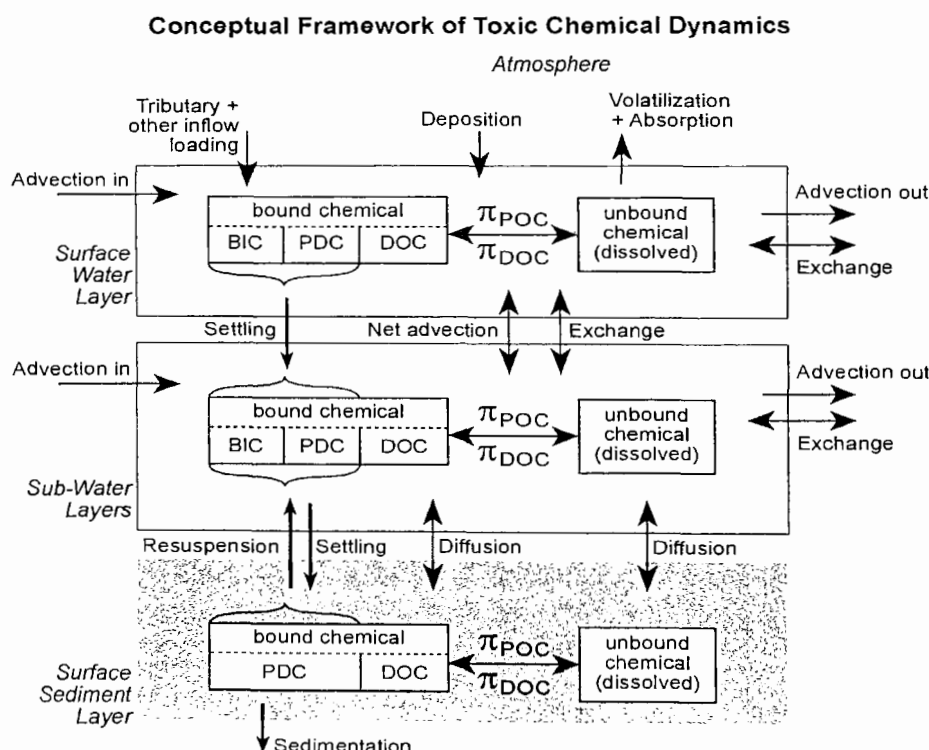 Conceptual Framework of Toxic Chemical Dynamics
Atmosphere
Tributary +
other inflow
loading
Deposition
Volatilization
+ Absorption
Advection in
Advection out
bound chemical
BIC
PDC
DOC
πPOC
πDOC
unbound
chemical
(dissolved)
Exchange
Surface
Water
Layer
Settling
Net advection
Exchange
Advection in
Advection out
bound chemical
BIC
PDC
DOC
πPOC
πDOC
unbound
chemical
(dissolved)
Exchange
Sub-Water
Layers
Resuspension
Settling
Diffusion
Diffusion
bound chemical
PDC
DOC
πPOC
πDOC
unbound
chemical
(dissolved)
Surface
Sediment
Layer
Sedimentation